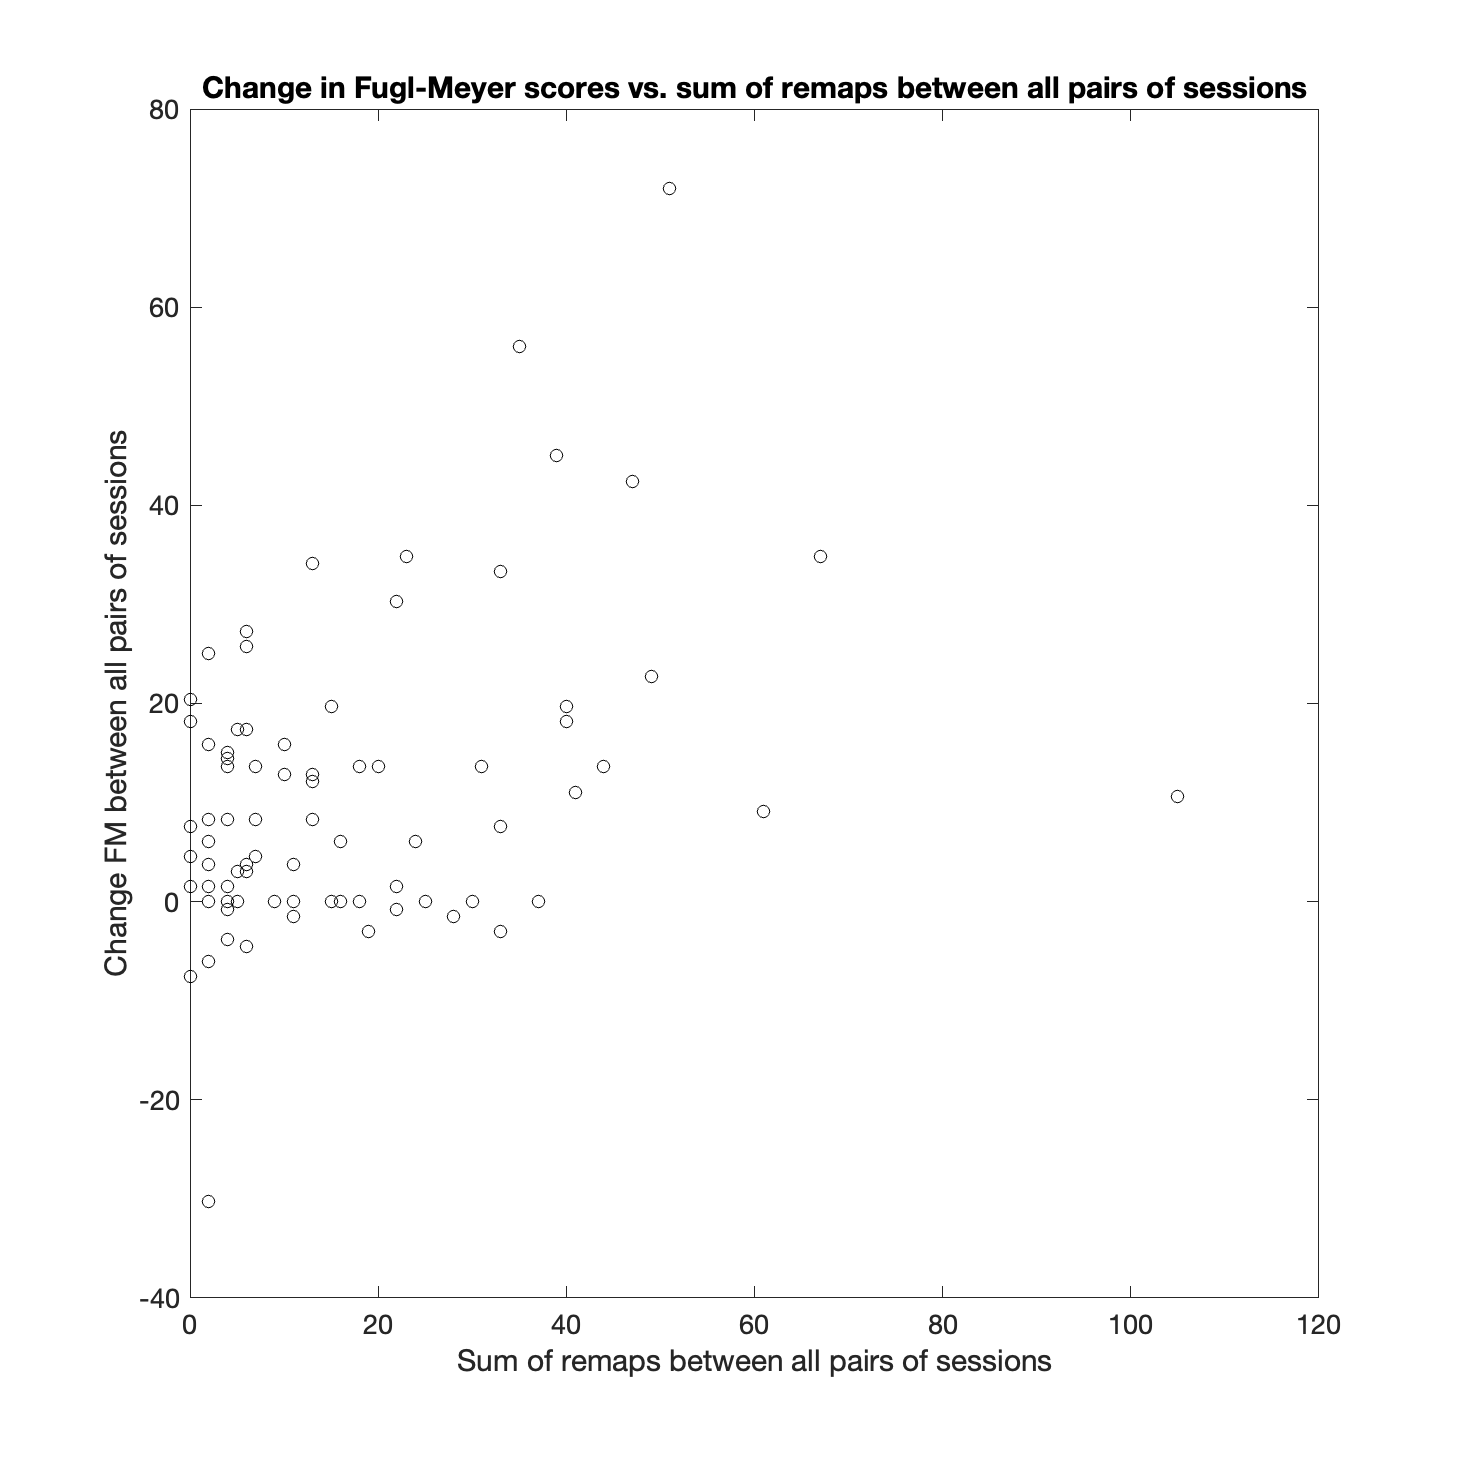 Change in Fugl-Meyer scores vs. sum of remaps between all pairs of sessions
80
60
40
20
0
-20
-40
Change FM between all pairs of sessions
0 20 40 60 80 100 120
Sum of remaps between all pairs of sessions